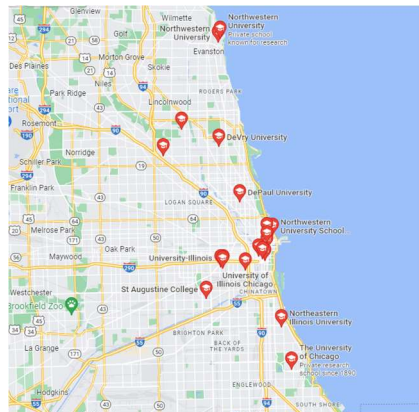 Glenview
Wilmette
Northwestern
University
Private school
known for research
Northwestern
University
Golf
Evanston
Morton Grove
Des Plaines
Skokie
Niles
Park Ridge
ROGERS PARK
Lincolnwood
Rosemont
DeVry University
Norridge
Schiller Park
Franklin Park
DePaul University
LOGAN SQUARE
Northwestern
University School...
Melrose Park
Oak Park
Maywood
University-Illinois
University of
Illinois Chicago
CHINATOWN
Westchester
St Augustine College
Brookfield Zoo
Northeastern
Illinois University
BRIGHTON PARK
BACK OF
THE YARDS
La Grange
The University
of Chicago
Private research
school since 1890
ENGLEWOOD
Hodgkins
SOUTH SHORE